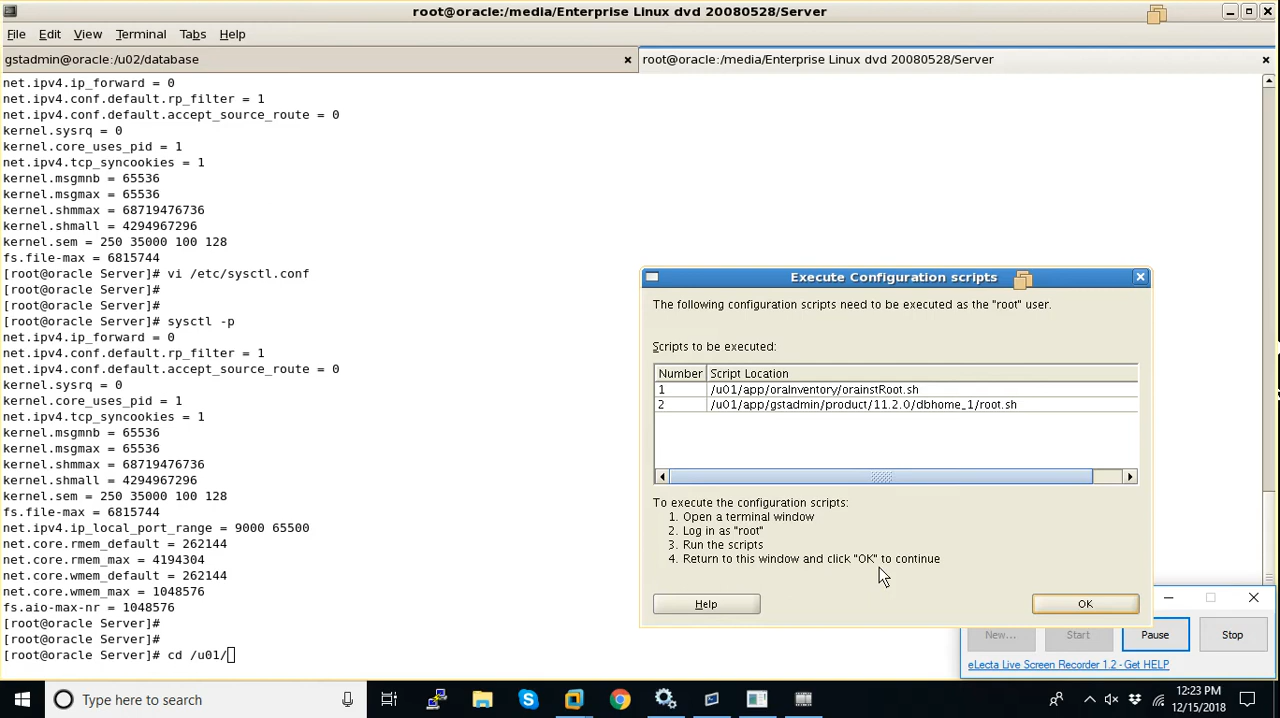 root@oracle:/media/Enterprise Linux dvd 20080528/Server
File Edit View Terminal Tabs Help
gstadmin@oracle:/u02/database
root@oracle:/media/Enterprise Linux dvd 20080528/Server
net.ipv4.ip_forward = 0
net.ipv4.conf.default.rp_filter = 1
net.ipv4.conf.default.accept_source_route = 0
kernel.sysrq = 0
kernel.core_uses_pid = 1
net.ipv4.tcp_syncookies = 1
kernel.msgmnb = 65536
kernel.msgmax = 65536
kernel.shmmax = 68719476736
kernel.shmall = 4294967296
kernel.sem = 250 35000 100 128
fs.file-max = 6815744
[root@oracle Server]# vi /etc/sysctl.conf
[root@oracle Server]#
[root@oracle Server]#
[root@oracle Server]# sysctl -p
net.ipv4.ip_forward = 0
net.ipv4.conf.default.rp_filter = 1
net.ipv4.conf.default.accept_source_route = 0
kernel.sysrq = 0
kernel.core_uses_pid = 1
net.ipv4.tcp_syncookies = 1
kernel.msgmnb = 65536
kernel.msgmax = 65536
kernel.shmmax = 68719476736
kernel.shmall = 4294967296
kernel.sem = 250 35000 100 128
fs.file-max = 6815744
net.ipv4.ip_local_port_range = 9000 65500
net.core.rmem_default = 262144
net.core.rmem_max = 4194304
net.core.wmem_default = 262144
net.core.wmem_max = 1048576
fs.aio-max-nr = 1048576
[root@oracle Server]#
[root@oracle Server]#
[root@oracle Server]# cd /u01/
Execute Configuration scripts
The following configuration scripts need to be executed as the "root" user.
Scripts to be executed:
Number Script Location
1 /u01/app/oraInventory/orainstRoot.sh
2 /u01/app/gstadmin/product/11.2.0/dbhome_1/root.sh
To execute the configuration scripts:
1. Open a terminal window
2. Log in as "root"
3. Run the scripts
4. Return to this window and click "OK" to continue
Help OK
New... Start Pause Stop
eLecta Live Screen Recorder 1.2 - Get HELP
Type here to search
12:23 PM
12/15/2018